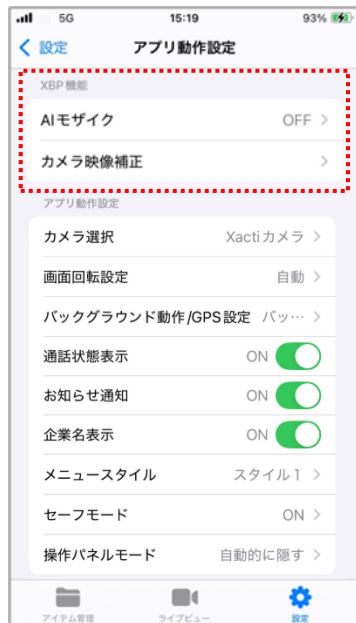 5G 15:19 93%
設定 アプリ動作設定
XBP機能
AIモザイク OFF
カメラ映像補正
アプリ動作設定
カメラ選択 Xactiカメラ
画面回転設定 自動
バックグラウンド動作/GPS設定 バッ…
通話状態表示 ON
お知らせ通知 ON
企業名表示 ON
メニュースタイル スタイル1
セーフモード ON
操作パネルモード 自動的に隠す
アイテム管理 ライブビュー 設定